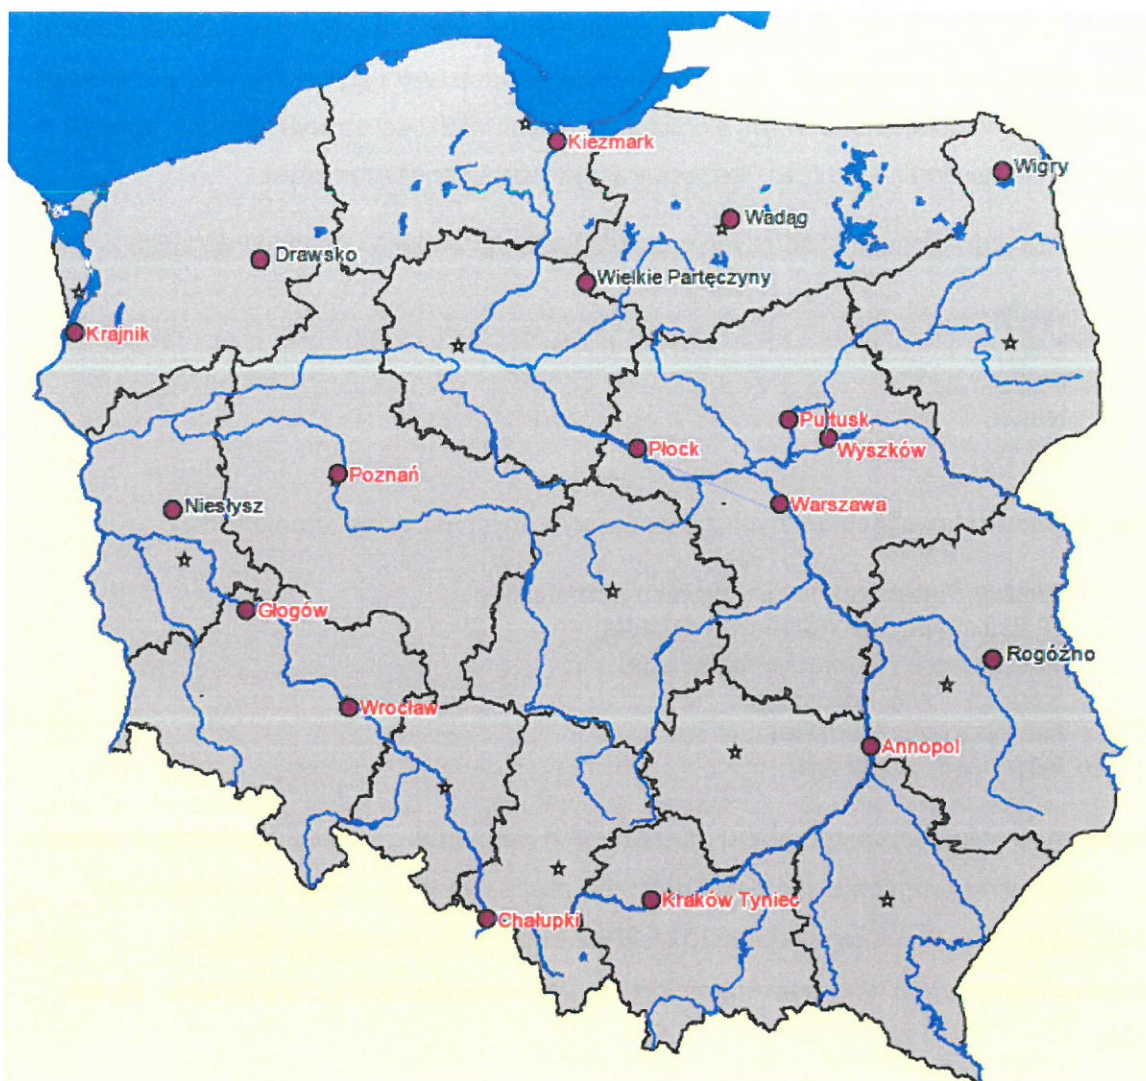 Kiezmark
Wigry
Wadąg
Drawsko
Wielkie Partęczyny
Krajnik
Pułtusk
Wyszków
Płock
Poznań
Warszawa
Niesłysz
Głogów
Rogóźno
Wrocław
Annopol
Kraków Tyniec
Chałupki